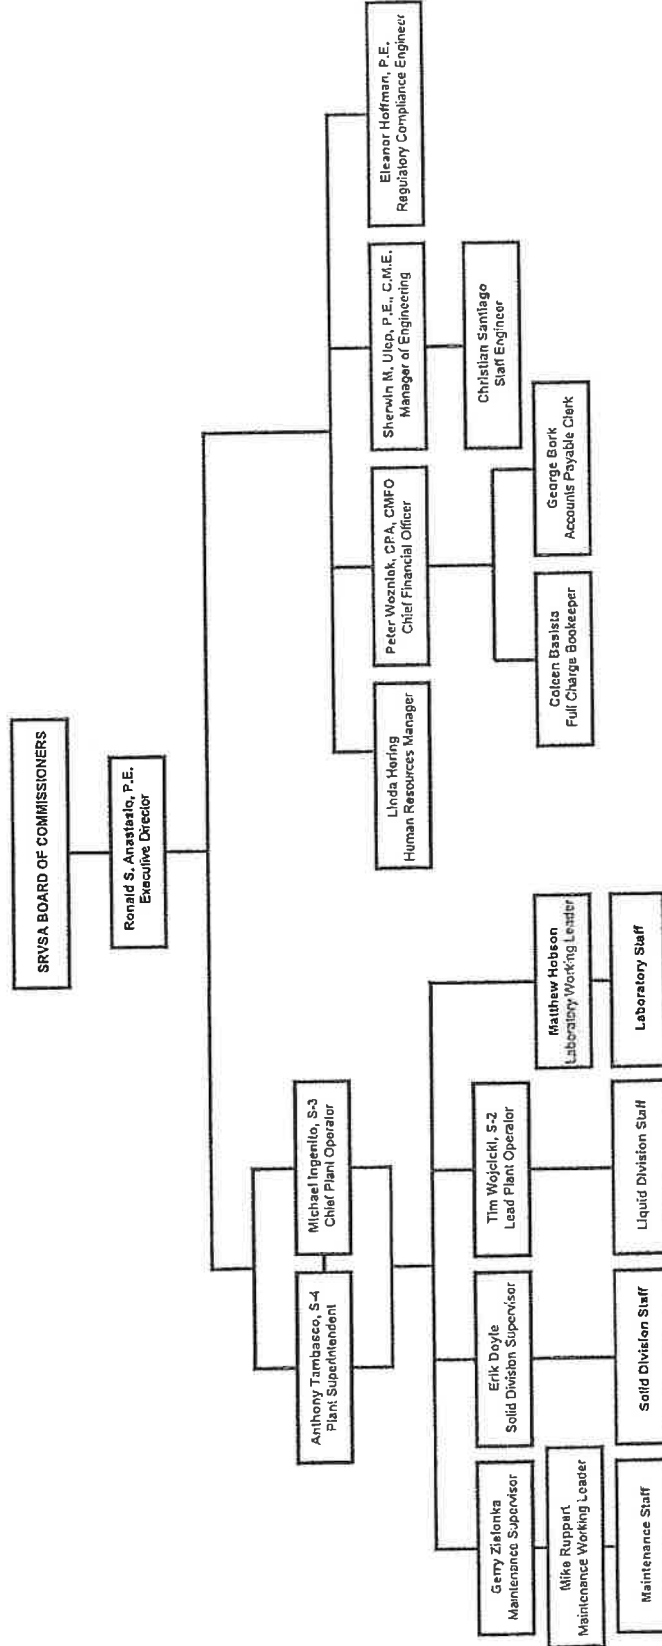 SRVSA BOARD OF COMMISSIONERS
Ronald S. Anastasio, P.E.
Executive Director
Anthony Tambasco, S-4
Plant Superintendent
Michael Ingenito, S-3
Chief Plant Operator
Linda Hering
Human Resources Manager
Peter Wozniak, CPA, CMFO
Chief Financial Officer
Sherwin M. Ulep, P.E., C.M.E.
Manager of Engineering
Eleanor Hoffman, P.E.
Regulatory Compliance Engineer
Gerry Zielonka
Maintenance Supervisor
Erik Doyle
Solid Division Supervisor
Tim Wojcicki, S-2
Lead Plant Operator
Matthew Hobson
Laboratory Working Leader
Christian Santiago
Staff Engineer
Coleen Basista
Full Charge Bookeeper
George Bork
Accounts Payable Clerk
Mike Ruppert
Maintenance Working Leader
Maintenance Staff
Solid Division Staff
Liquid Division Staff
Laboratory Staff